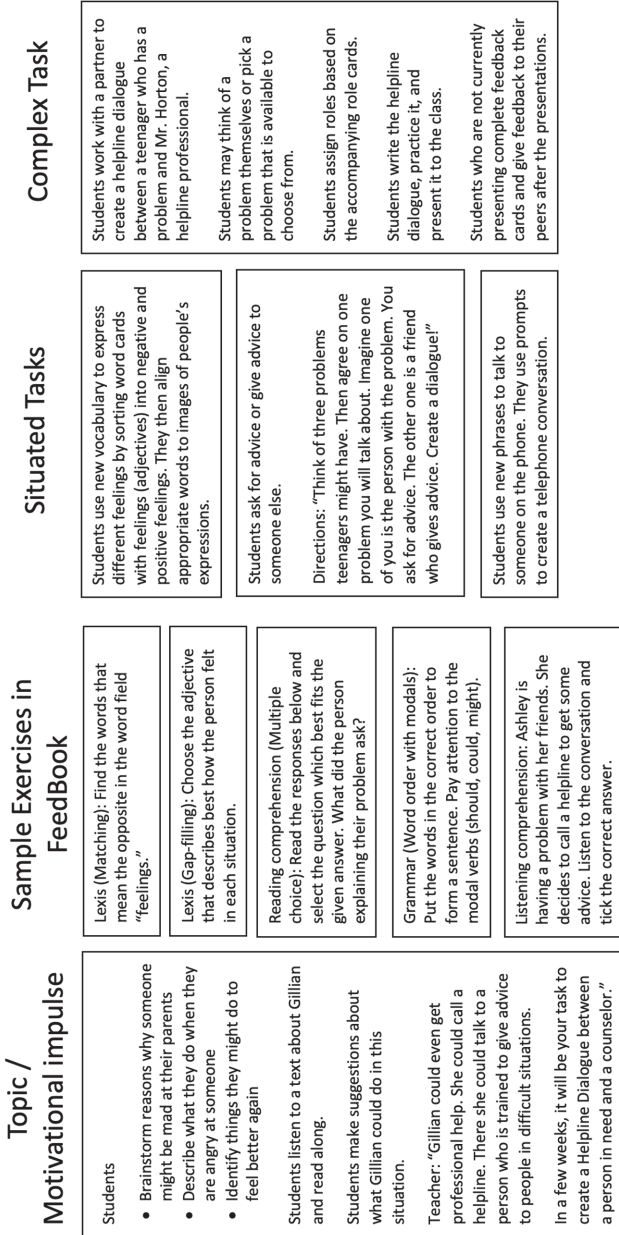 Topic /
Motivational impulse
Students
• Brainstorm reasons why someone
might be mad at their parents
• Describe what they do when they
are angry at someone
• Identify things they might do to
feel better again
Students listen to a text about Gillian
and read along.
Students make suggestions about
what Gillian could do in this
situation.
Teacher: “Gillian could even get
professional help. She could call a
helpline. There she could talk to a
person who is trained to give advice
to people in difficult situations.
In a few weeks, it will be your task to
create a Helpline Dialogue between
a person in need and a counselor.”
Sample Exercises in
FeedBook
Lexis (Matching): Find the words that
mean the opposite in the word field
“feelings.”
Lexis (Gap-filling): Choose the adjective
that describes best how the person felt
in each situation.
Reading comprehension (Multiple
choice): Read the responses below and
select the question which best fits the
given answer. What did the person
explaining their problem ask?
Grammar (Word order with modals):
Put the words in the correct order to
form a sentence. Pay attention to the
modal verbs (should, could, might).
Listening comprehension: Ashley is
having a problem with her friends. She
decides to call a helpline to get some
advice. Listen to the conversation and
tick the correct answer.
Situated Tasks
Students use new vocabulary to express
different feelings by sorting word cards
with feelings (adjectives) into negative and
positive feelings. They then align
appropriate words to images of people’s
expressions.
Students ask for advice or give advice to
someone else.
Directions: “Think of three problems
teenagers might have. Then agree on one
problem you will talk about. Imagine one
of you is the person with the problem. You
ask for advice. The other one is a friend
who gives advice. Create a dialogue!”
Students use new phrases to talk to
someone on the phone. They use prompts
to create a telephone conversation.
Complex Task
Students work with a partner to
create a helpline dialogue
between a teenager who has a
problem and Mr. Horton, a
helpline professional.
Students may think of a
problem themselves or pick a
problem that is available to
choose from.
Students assign roles based on
the accompanying role cards.
Students write the helpline
dialogue, practice it, and
present it to the class.
Students who are not currently
presenting complete feedback
cards and give feedback to their
peers after the presentations.